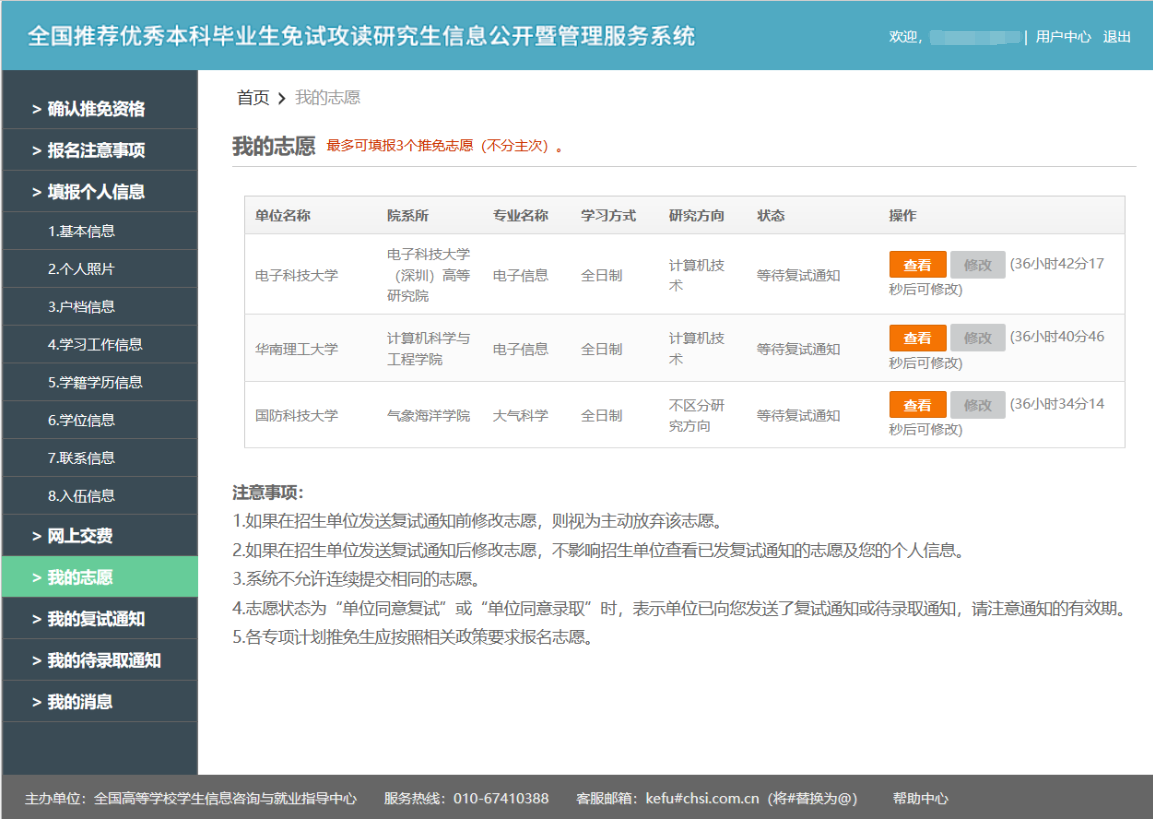 全国推荐优秀本科毕业生免试攻读研究生信息公开暨管理服务系统
欢迎, | 用户中心 退出
> 确认推免资格
> 报名注意事项
> 填报个人信息
1.基本信息
2.个人照片
3.户档信息
4.学习工作信息
5.学籍学历信息
6.学位信息
7.联系信息
8.入伍信息
> 网上交费
> 我的志愿
> 我的复试通知
> 我的待录取通知
> 我的消息
首页 > 我的志愿
我的志愿 最多可填报3个推免志愿（不分主次）。
单位名称 院系所 专业名称 学习方式 研究方向 状态 操作
电子科技大学
电子科技大学
（深圳）高等
研究院
电子信息
全日制
计算机技
术
等待复试通知
查看 修改 (36小时42分17
秒后可修改)
华南理工大学
计算机科学与
工程学院
电子信息
全日制
计算机技
术
等待复试通知
查看 修改 (36小时40分46
秒后可修改)
国防科技大学
气象海洋学院
大气科学
全日制
不区分研
究方向
等待复试通知
查看 修改 (36小时34分14
秒后可修改)
注意事项：
1.如果在招生单位发送复试通知前修改志愿，则视为主动放弃该志愿。
2.如果在招生单位发送复试通知后修改志愿，不影响招生单位查看已发复试通知的志愿及您的个人信息。
3.系统不允许连续提交相同的志愿。
4.志愿状态为“单位同意复试”或“单位同意录取”时，表示单位已向您发送了复试通知或待录取通知，请注意通知的有效期。
5.各专项计划推免生应按照相关政策要求报名志愿。
主办单位：全国高等学校学生信息咨询与就业指导中心 服务热线：010-67410388 客服邮箱：kefu#chsi.com.cn（将#替换为@） 帮助中心